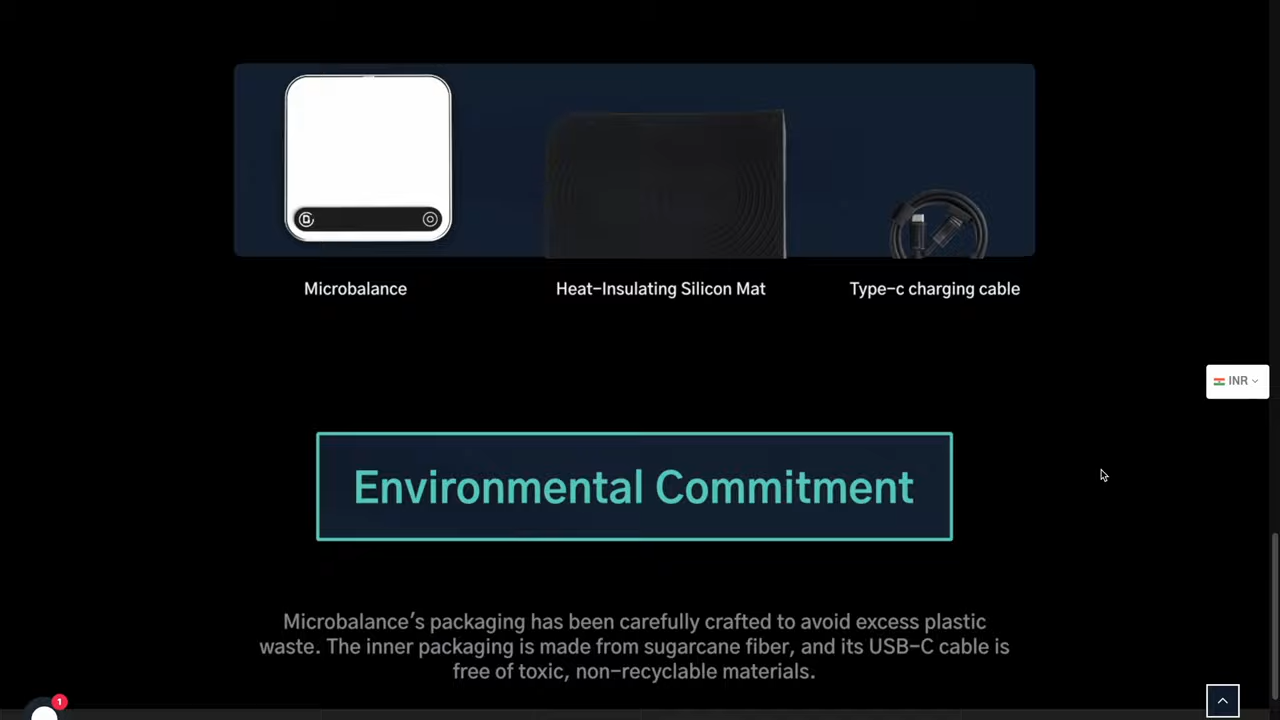 Microbalance
Heat-Insulating Silicon Mat
Type-c charging cable
INR
Environmental Commitment
Microbalance's packaging has been carefully crafted to avoid excess plastic
waste. The inner packaging is made from sugarcane fiber, and its USB-C cable is
free of toxic, non-recyclable materials.
1